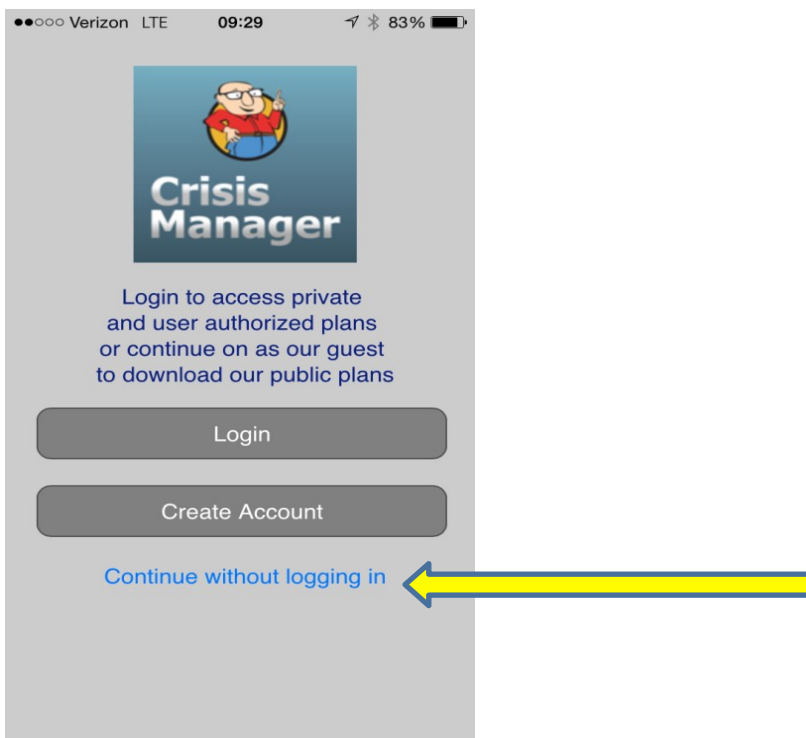 Verizon LTE 09:29 83%
Crisis
Manager
Login to access private
and user authorized plans
or continue on as our guest
to download our public plans
Login
Create Account
Continue without logging in